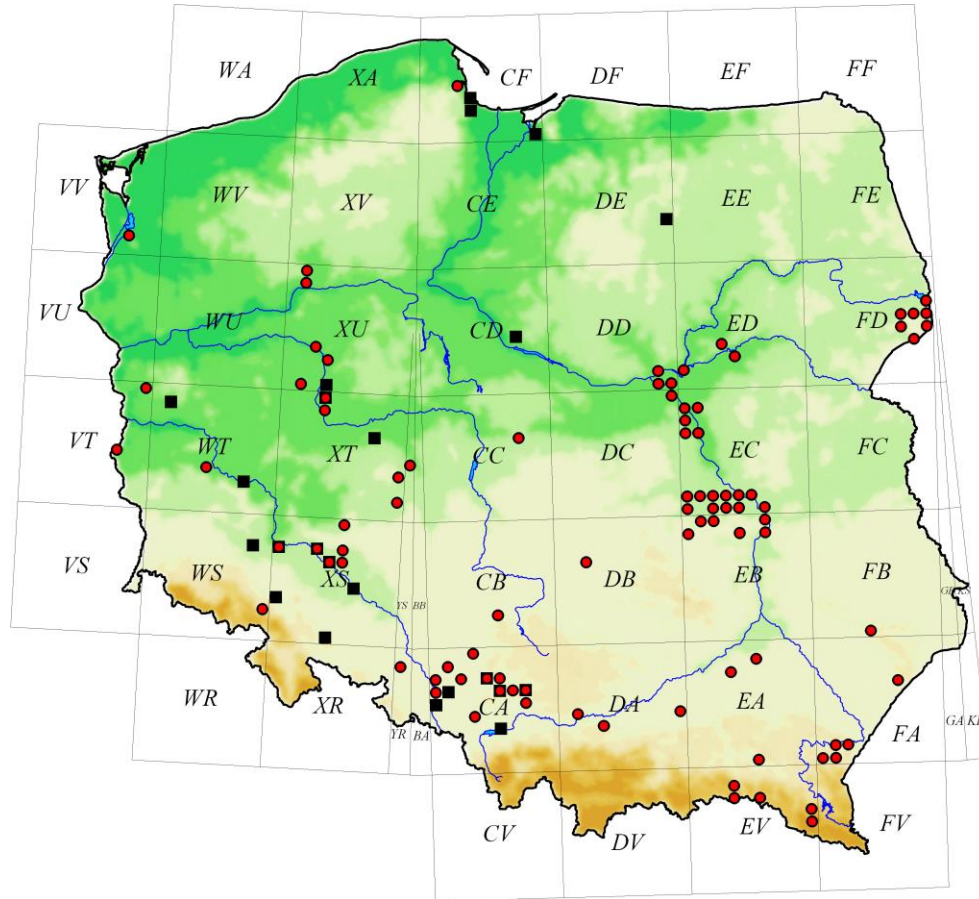 WA XA CF DF EF FF
VV WV XV CE DE EE FE
VU WU XU CD DD ED FD
VT WT XT CC DC EC FC
VS WS XS YS BB CB DB EB FB
WR XR YR BA CA DA EA FA GA
CV DV EV FV